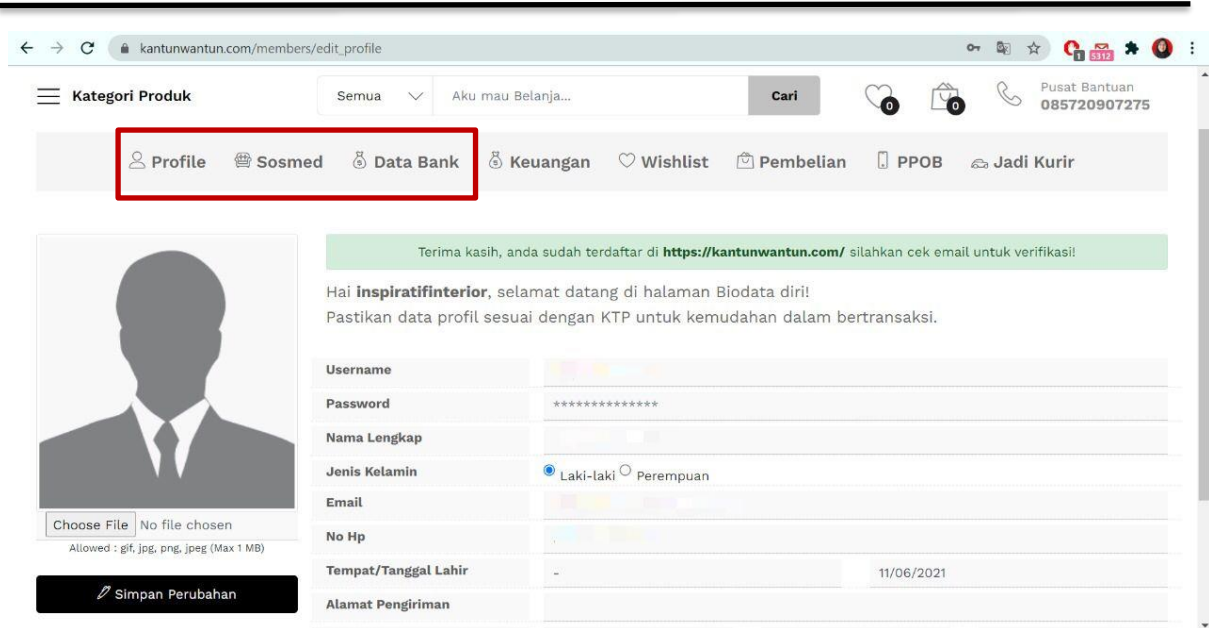 kantunwantun.com/members/edit_profile
1
5312
Kategori Produk
Semua
Aku mau Belanja...
Cari
0
0
Pusat Bantuan
085720907275
Profile
Sosmed
Data Bank
Keuangan
Wishlist
Pembelian
PPOB
Jadi Kurir
Terima kasih, anda sudah terdaftar di https://kantunwantun.com/ silahkan cek email untuk verifikasi!
Hai inspiratifinterior, selamat datang di halaman Biodata diri!
Pastikan data profil sesuai dengan KTP untuk kemudahan dalam bertransaksi.
Choose File No file chosen
Allowed : gif, jpg, png, jpeg (Max 1 MB)
Simpan Perubahan
Username
Password **************
Nama Lengkap
Jenis Kelamin Laki-laki Perempuan
Email
No Hp
Tempat/Tanggal Lahir - 11/06/2021
Alamat Pengiriman